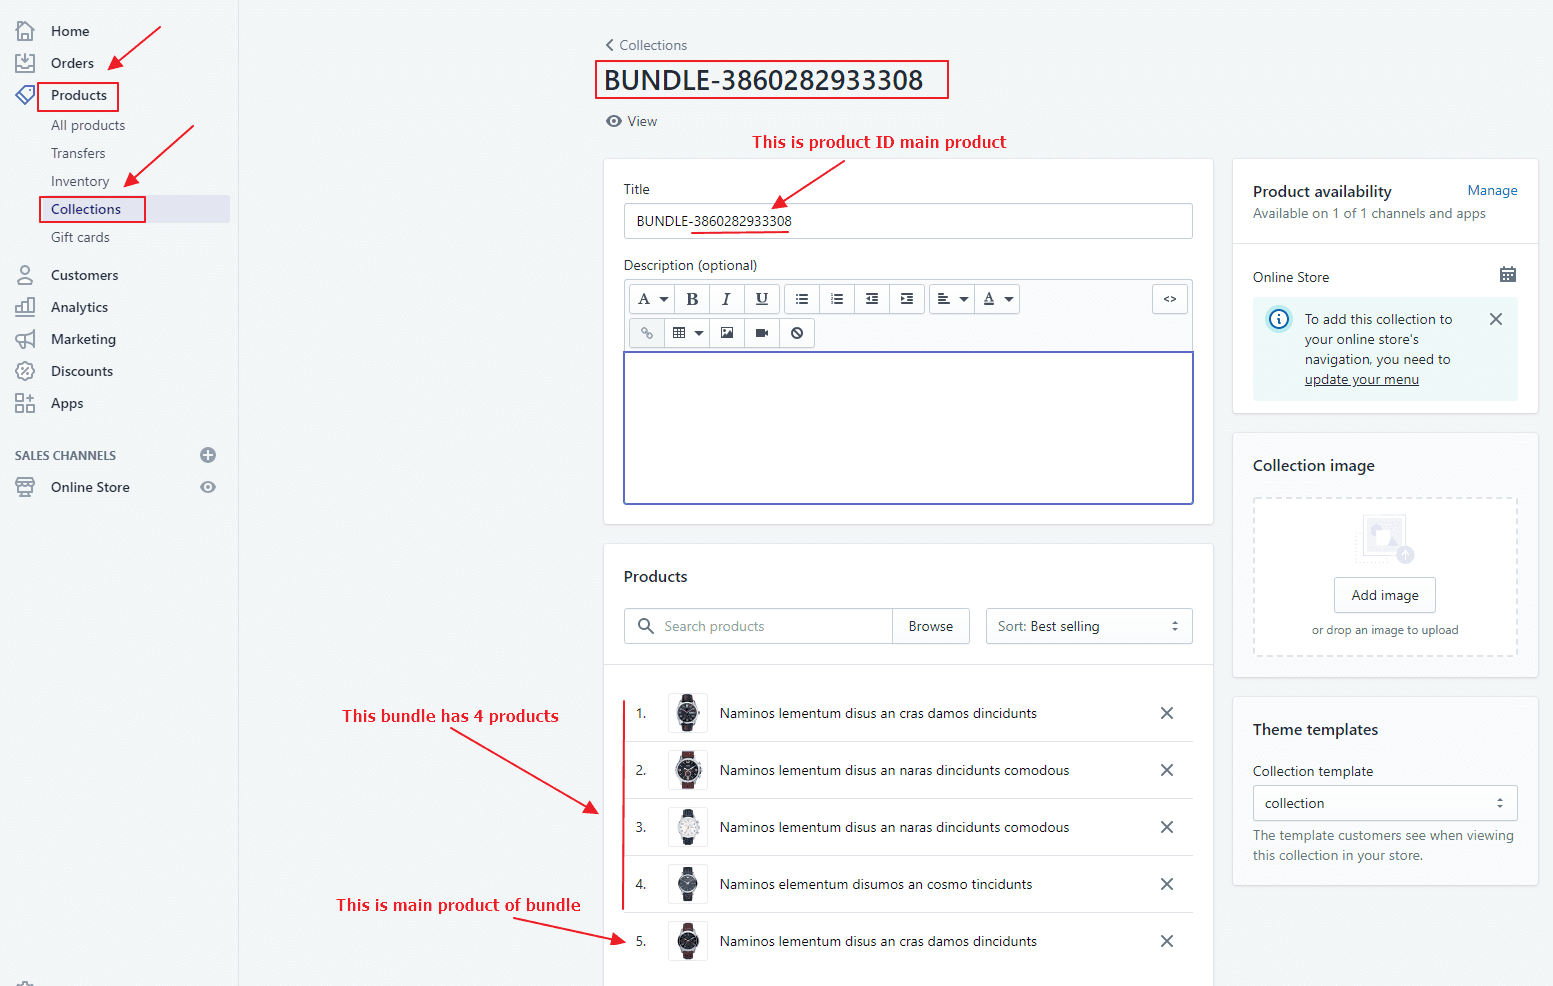 Home
Orders
Products
All products
Transfers
Inventory
Collections
Gift cards
Customers
Analytics
Marketing
Discounts
Apps
SALES CHANNELS
Online Store
Collections
BUNDLE-3860282933308
View
This is product ID main product
Title
BUNDLE-3860282933308
Description (optional)
A B I U A <>
Products
Search products Browse Sort: Best selling
This bundle has 4 products
1. Naminos lementum disus an cras damos dincidunts
2. Naminos lementum disus an naras dincidunts comodous
3. Naminos lementum disus an naras dincidunts comodous
4. Naminos elementum disumos an cosmo tincidunts
This is main product of bundle
5. Naminos lementum disus an cras damos dincidunts
Product availability Manage
Available on 1 of 1 channels and apps
Online Store
To add this collection to
your online store's
navigation, you need to
update your menu
Collection image
Add image
or drop an image to upload
Theme templates
Collection template
collection
The template customers see when viewing
this collection in your store.